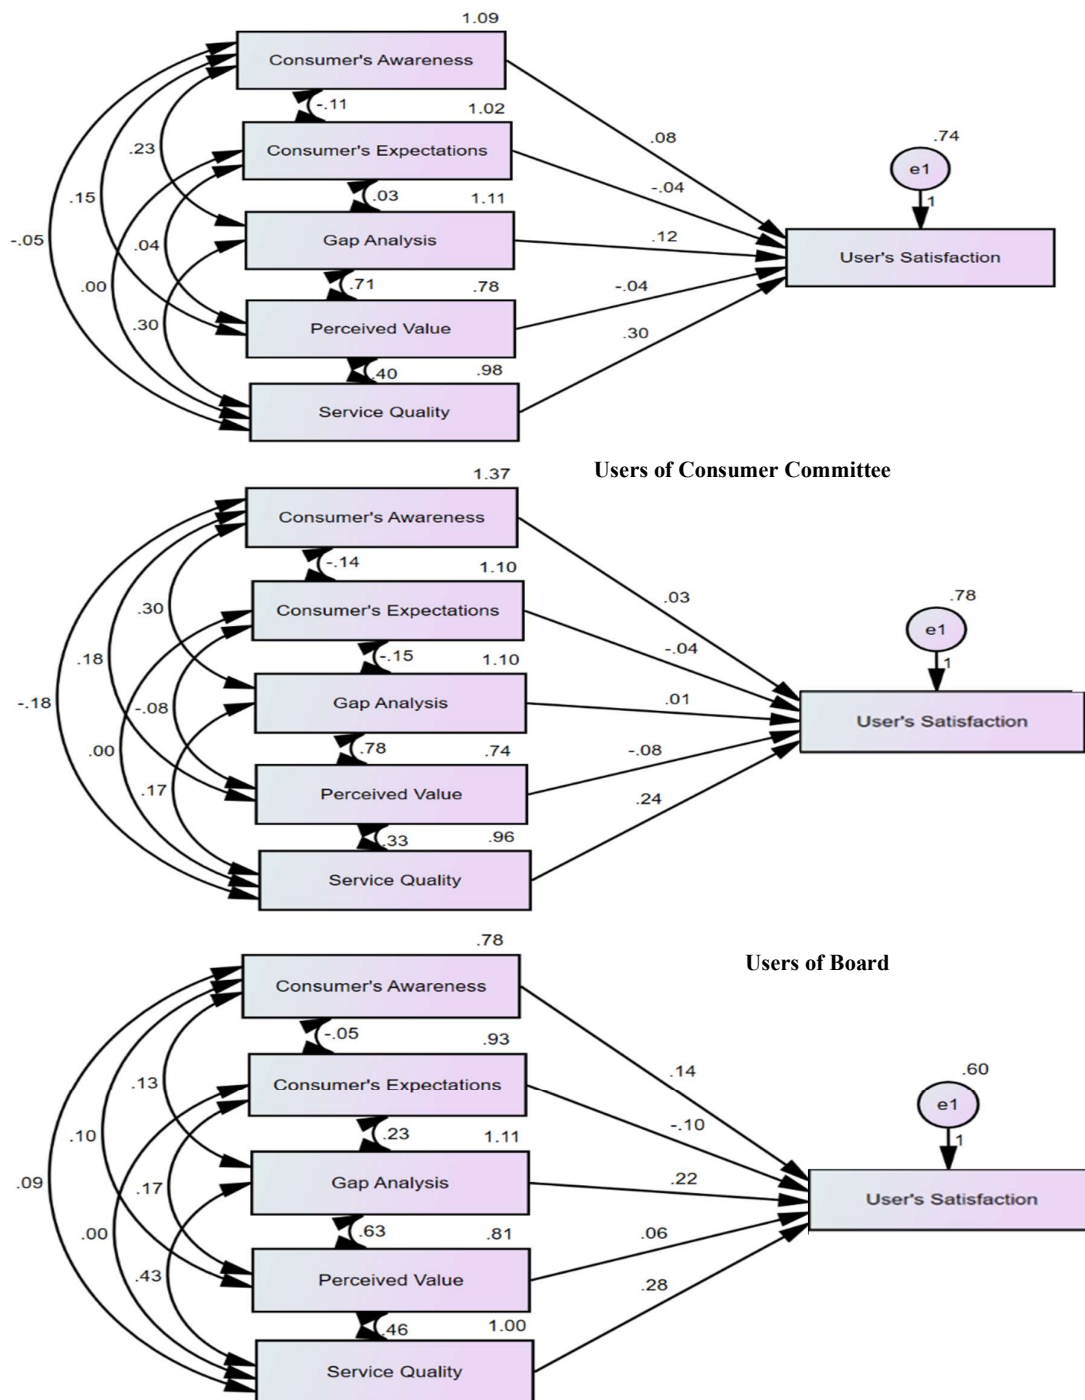 1.09
Consumer's Awareness
-.11
1.02
Consumer's Expectations
.03
1.11
Gap Analysis
.71
.78
Perceived Value
.40
.98
Service Quality
.23
.15
-.05
.04
.00
.30
.08
-.04
.12
-.04
.30
.74
e1
1
User's Satisfaction
Users of Consumer Committee
1.37
Consumer's Awareness
-.14
1.10
Consumer's Expectations
-.15
1.10
Gap Analysis
.78
.74
Perceived Value
.33
.96
Service Quality
.30
.18
-.18
-.08
.00
.17
.03
-.04
.01
-.08
.24
.78
e1
1
User's Satisfaction
Users of Board
.78
Consumer's Awareness
-.05
.93
Consumer's Expectations
.23
1.11
Gap Analysis
.63
.81
Perceived Value
.46
1.00
Service Quality
.13
.10
.09
.17
.00
.43
.14
-.10
.22
.06
.28
.60
e1
1
User's Satisfaction